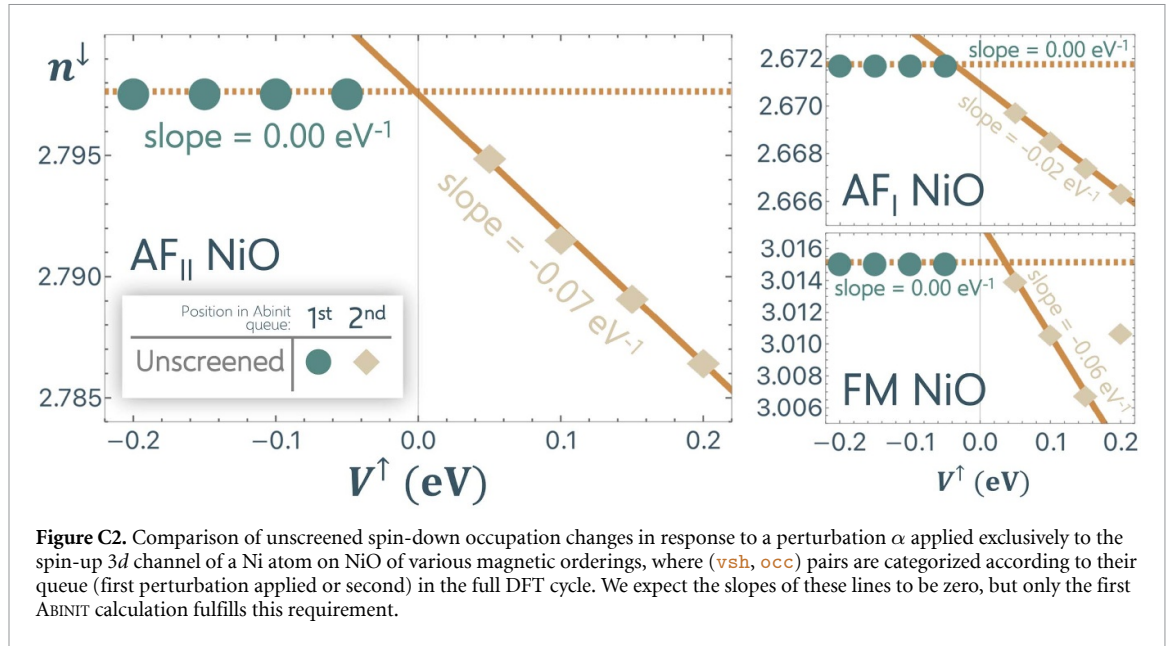 n↓
2.795
2.790
2.785
slope = 0.00 eV⁻¹
slope = -0.07 eV⁻¹
AF_II NiO
Position in Abinit queue: 1st 2nd
Unscreened
−0.2 −0.1 0.0 0.1 0.2
V↑ (eV)
2.672
2.670
2.668
2.666
slope = 0.00 eV⁻¹
slope = -0.02 eV⁻¹
AF_I NiO
3.016
3.014
3.012
3.010
3.008
3.006
slope = 0.00 eV⁻¹
slope = -0.06 eV⁻¹
FM NiO
−0.2 −0.1 0.0 0.1 0.2
V↑ (eV)
Figure C2. Comparison of unscreened spin-down occupation changes in response to a perturbation α applied exclusively to the
spin-up 3d channel of a Ni atom on NiO of various magnetic orderings, where (vsh, occ) pairs are categorized according to their
queue (first perturbation applied or second) in the full DFT cycle. We expect the slopes of these lines to be zero, but only the first
ABINIT calculation fulfills this requirement.